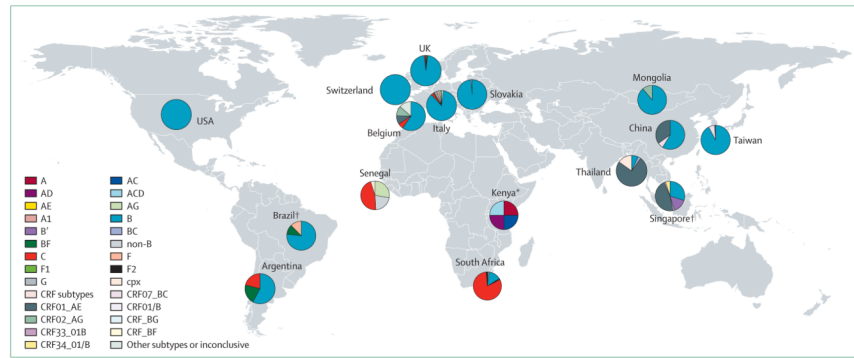 UK
Switzerland
Slovakia
Mongolia
USA
Belgium
Italy
China
Taiwan
Senegal
Thailand
Kenya*
Singapore†
Brazil†
South Africa
Argentina
A
AC
AD
ACD
AE
AG
A1
B
B'
BC
BF
non-B
C
F
F1
F2
G
cpx
CRF subtypes
CRF07_BC
CRF01_AE
CRF01/B
CRF02_AG
CRF_BG
CRF33_01B
CRF_BF
CRF34_01/B
Other subtypes or inconclusive